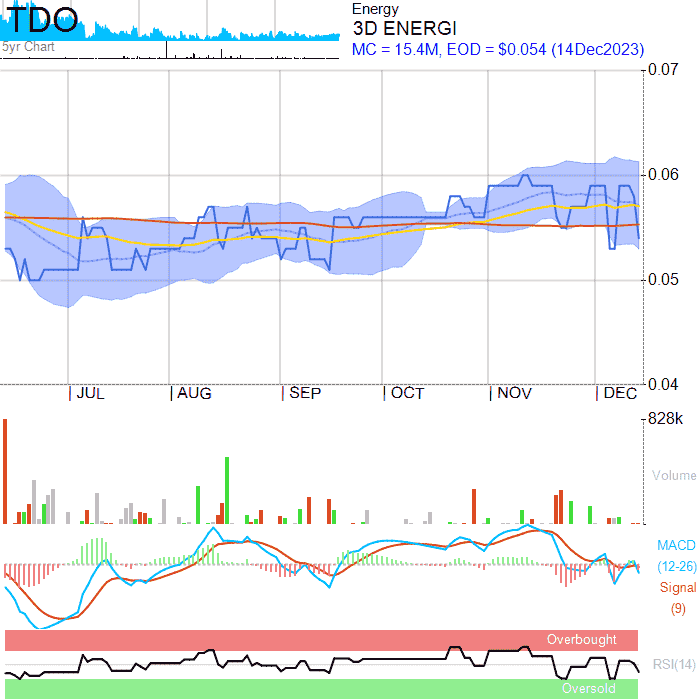 TDO
5yr Chart
Energy
3D ENERGI
MC = 15.4M, EOD = $0.054 (14Dec2023)
0.07
0.06
0.05
0.04
JUL AUG SEP OCT NOV DEC
828k
Volume
MACD
(12-26)
Signal
(9)
Overbought
RSI(14)
Oversold